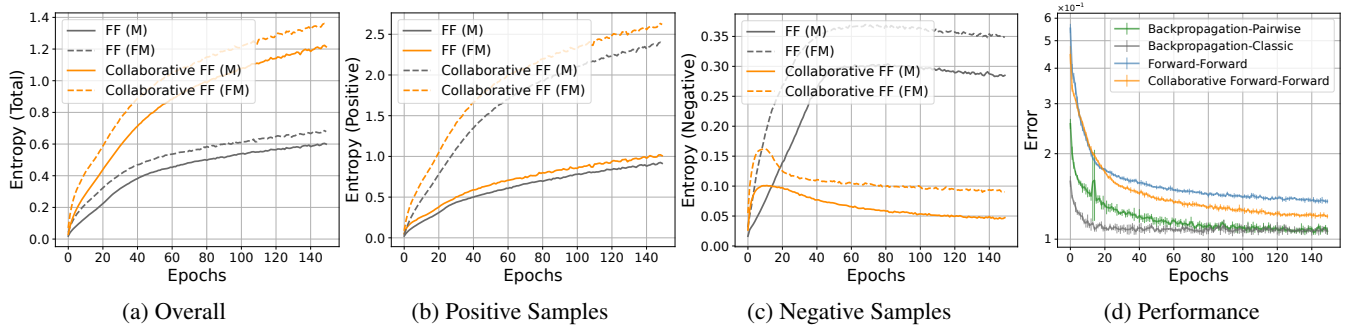 Entropy (Total)
1.4
1.2
1.0
0.8
0.6
0.4
0.2
0.0
FF (M)
FF (FM)
Collaborative FF (M)
Collaborative FF (FM)
0 20 40 60 80 100 120 140
Epochs
(a) Overall
Entropy (Positive)
2.5
2.0
1.5
1.0
0.5
0.0
FF (M)
FF (M)
FF (FM)
Collaborative FF (FM)
0 20 40 60 80 100 120 140
Epochs
(b) Positive Samples
Entropy (Negative)
0.35
0.30
0.25
0.20
0.15
0.10
0.05
0.00
FF (M)
FF (FM)
Collaborative FF (M)
Collaborative FF (FM)
0 20 40 60 80 100 120 140
Epochs
(c) Negative Samples
Error
×10⁻¹
6
4
3
2
1
Backpropagation-Pairwise
Backpropagation-Classic
Forward-Forward
Collaborative Forward-Forward
0 20 40 60 80 100 120 140
Epochs
(d) Performance